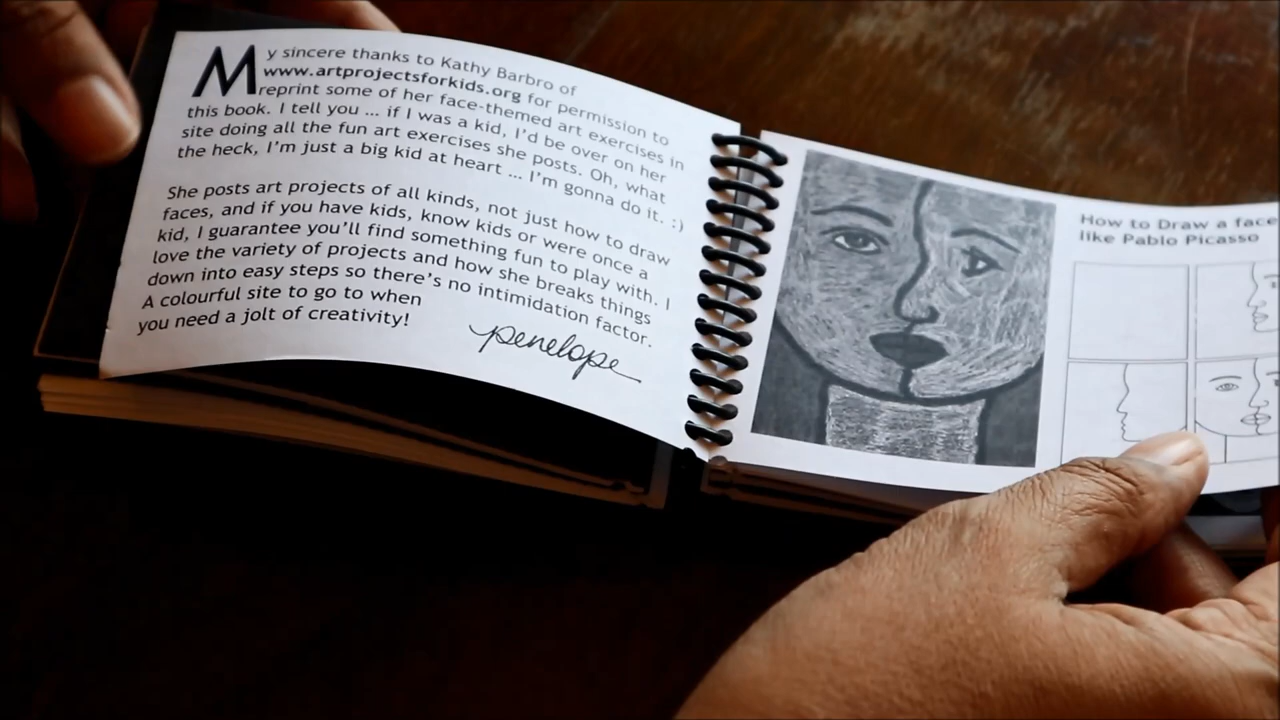 My sincere thanks to Kathy Barbro of
www.artprojectsforkids.org for permission to
reprint some of her face-themed art exercises in
this book. I tell you ... if I was a kid, I'd be over on her
site doing all the fun art exercises she posts. Oh, what
the heck, I'm just a big kid at heart ... I'm gonna do it. :)
She posts art projects of all kinds, not just how to draw
faces, and if you have kids, know kids or were once a
kid, I guarantee you'll find something fun to play with. I
love the variety of projects and how she breaks things
down into easy steps so there's no intimidation factor.
A colourful site to go to when
you need a jolt of creativity!
penelope
How to Draw a face
like Pablo Picasso